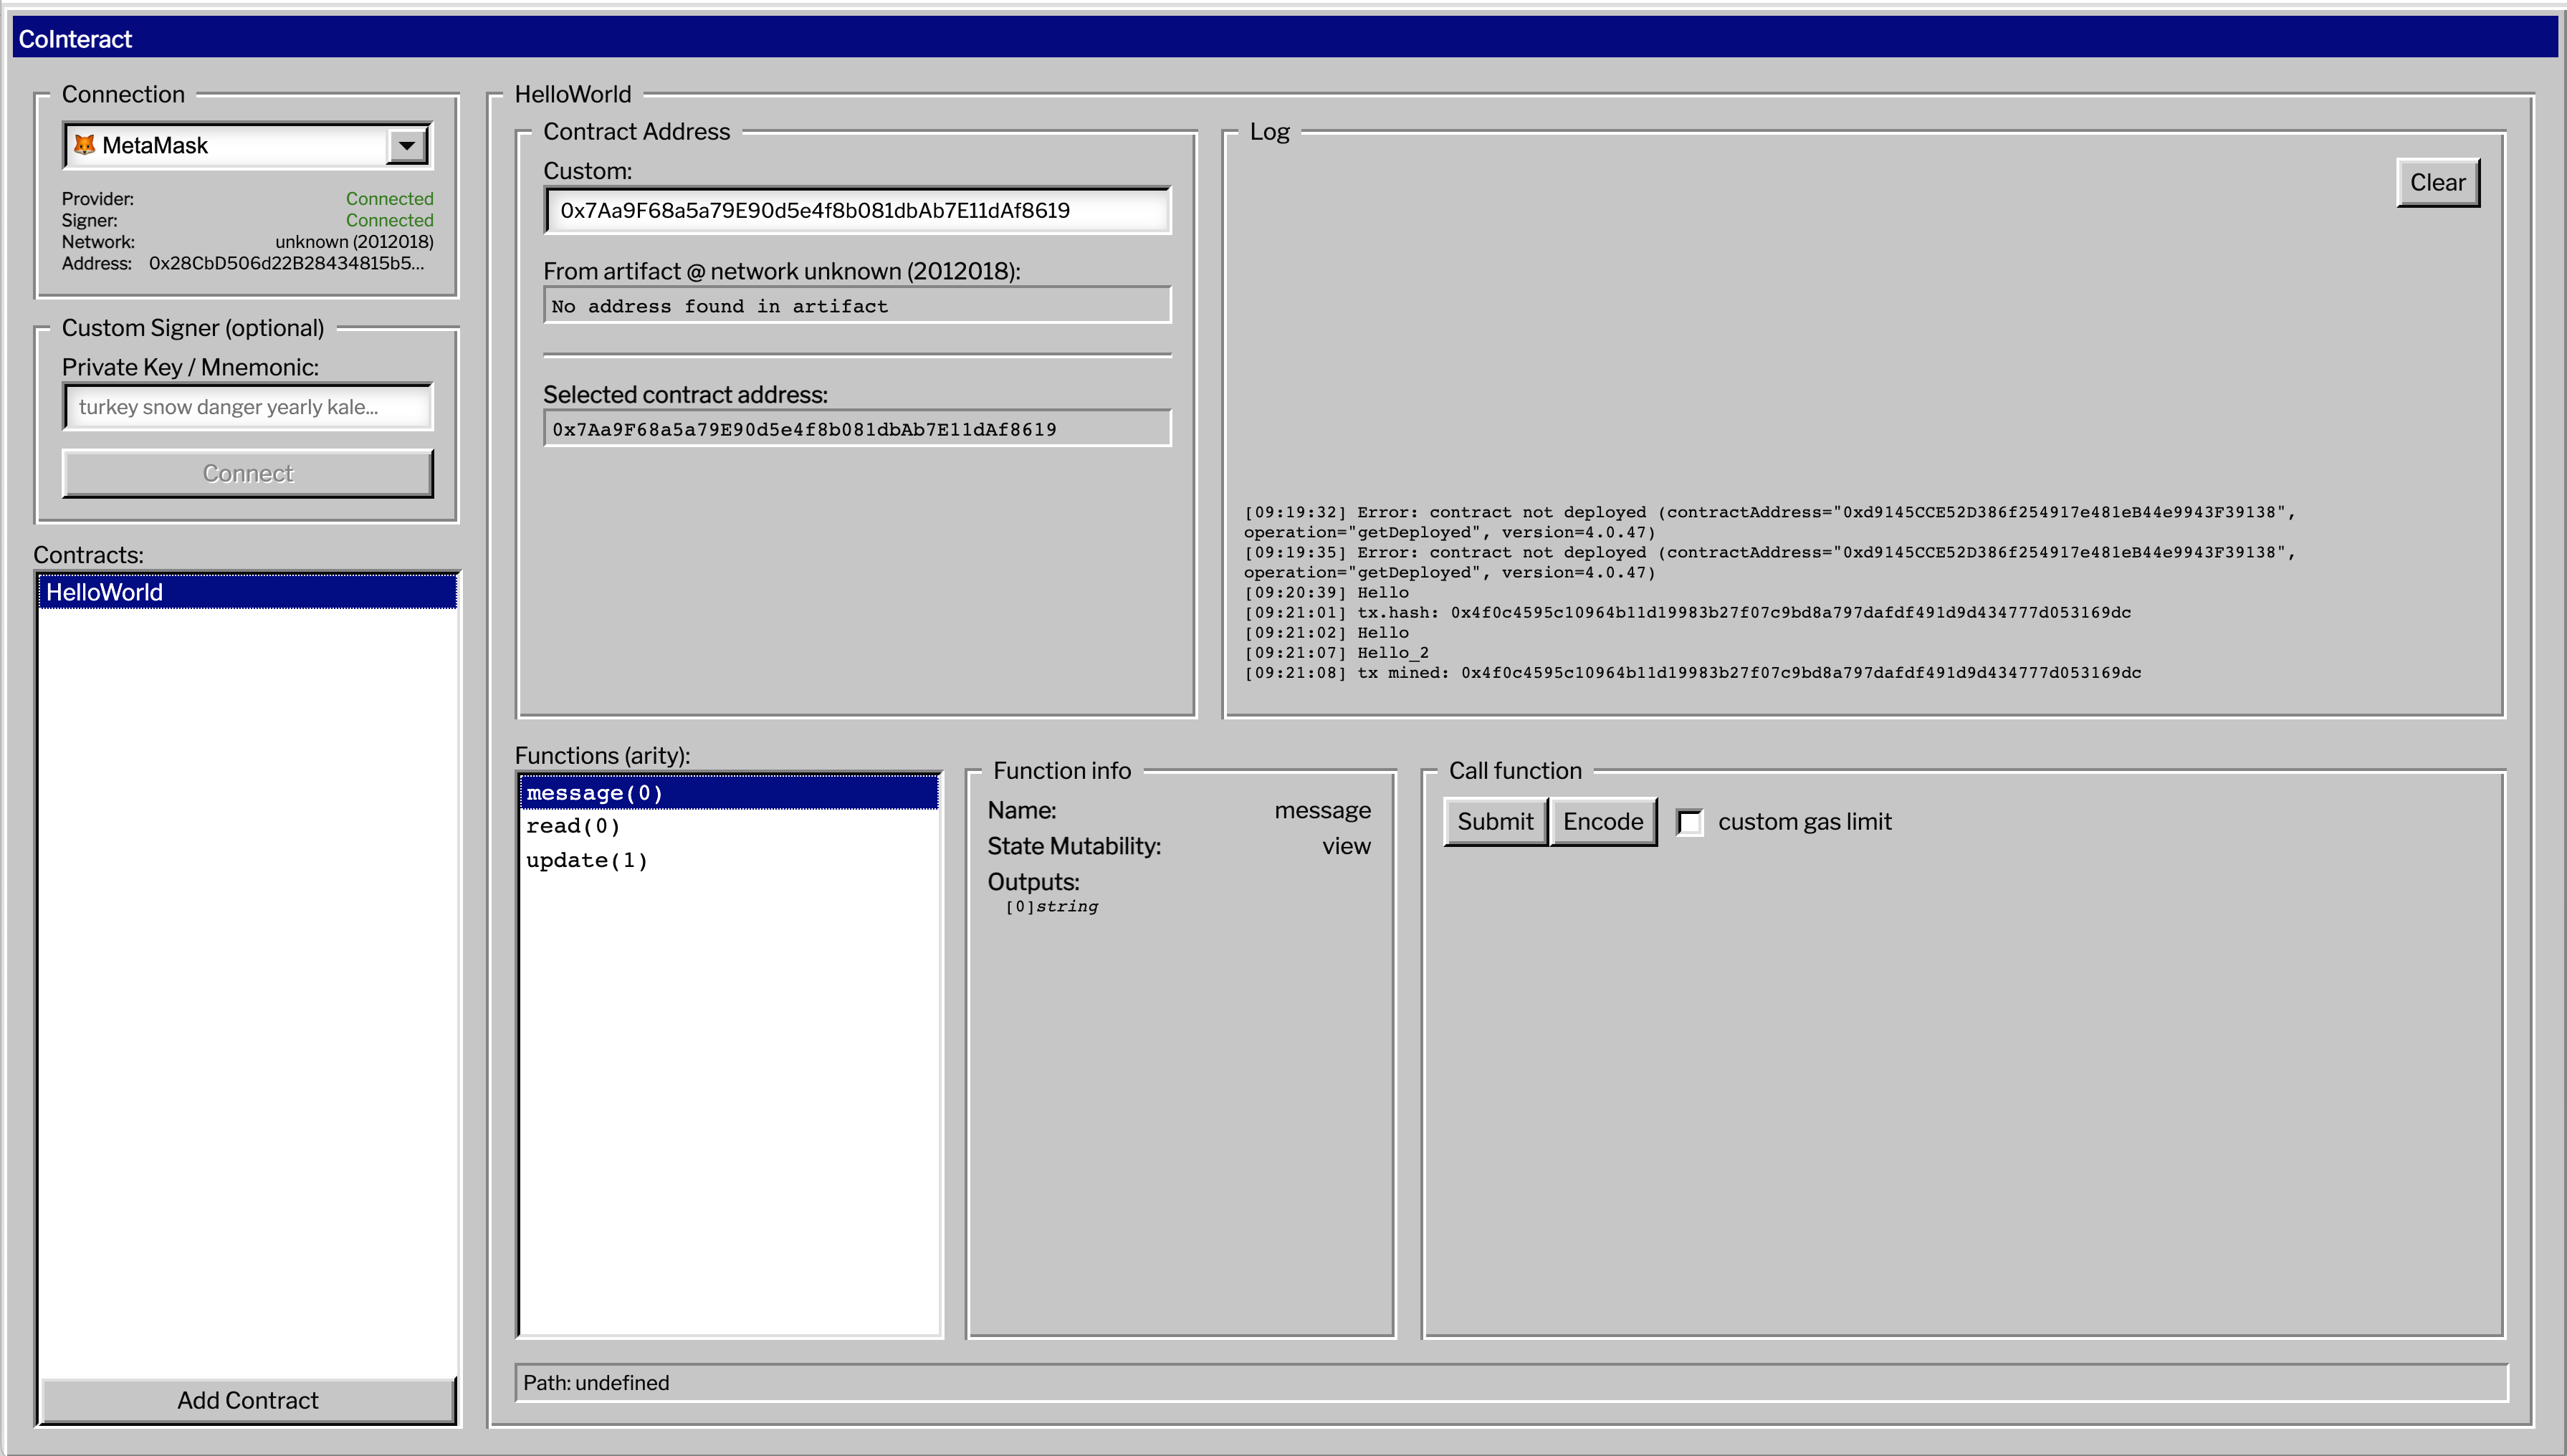 CoInteract
Connection
MetaMask
Provider: Connected
Signer: Connected
Network: unknown (2012018)
Address: 0x28CbD506d22B28434815b5...
Custom Signer (optional)
Private Key / Mnemonic:
turkey snow danger yearly kale...
Connect
Contracts:
HelloWorld
Add Contract
HelloWorld
Contract Address
Custom:
0x7Aa9F68a5a79E90d5e4f8b081dbAb7E11dAf8619
From artifact @ network unknown (2012018):
No address found in artifact
Selected contract address:
0x7Aa9F68a5a79E90d5e4f8b081dbAb7E11dAf8619
Log
Clear
[09:19:32] Error: contract not deployed (contractAddress="0xd9145CCE52D386f254917e481eB44e9943F39138",
operation="getDeployed", version=4.0.47)
[09:19:35] Error: contract not deployed (contractAddress="0xd9145CCE52D386f254917e481eB44e9943F39138",
operation="getDeployed", version=4.0.47)
[09:20:39] Hello
[09:21:01] tx.hash: 0x4f0c4595c10964b11d19983b27f07c9bd8a797dafdf491d9d434777d053169dc
[09:21:02] Hello
[09:21:07] Hello_2
[09:21:08] tx mined: 0x4f0c4595c10964b11d19983b27f07c9bd8a797dafdf491d9d434777d053169dc
Functions (arity):
message(0)
read(0)
update(1)
Function info
Name: message
State Mutability: view
Outputs:
[0]string
Call function
Submit Encode custom gas limit
Path: undefined